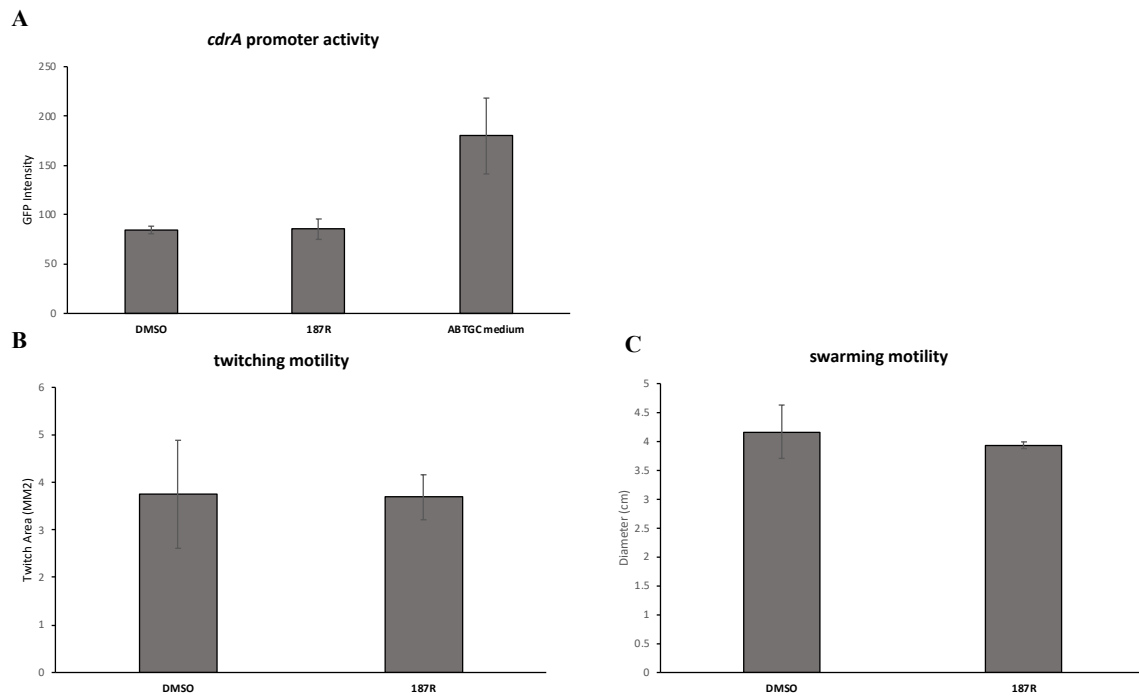 A
cdrA promoter activity
250
200
150
100
50
0
GFP Intensity
DMSO
187R
ABTGC medium
B
twitching motility
6
5
4
3
2
1
0
Twitch Area (MM2)
DMSO
187R
C
swarming motility
5
4.5
4
3.5
3
2.5
2
1.5
1
0.5
0
Diameter (cm)
DMSO
187R